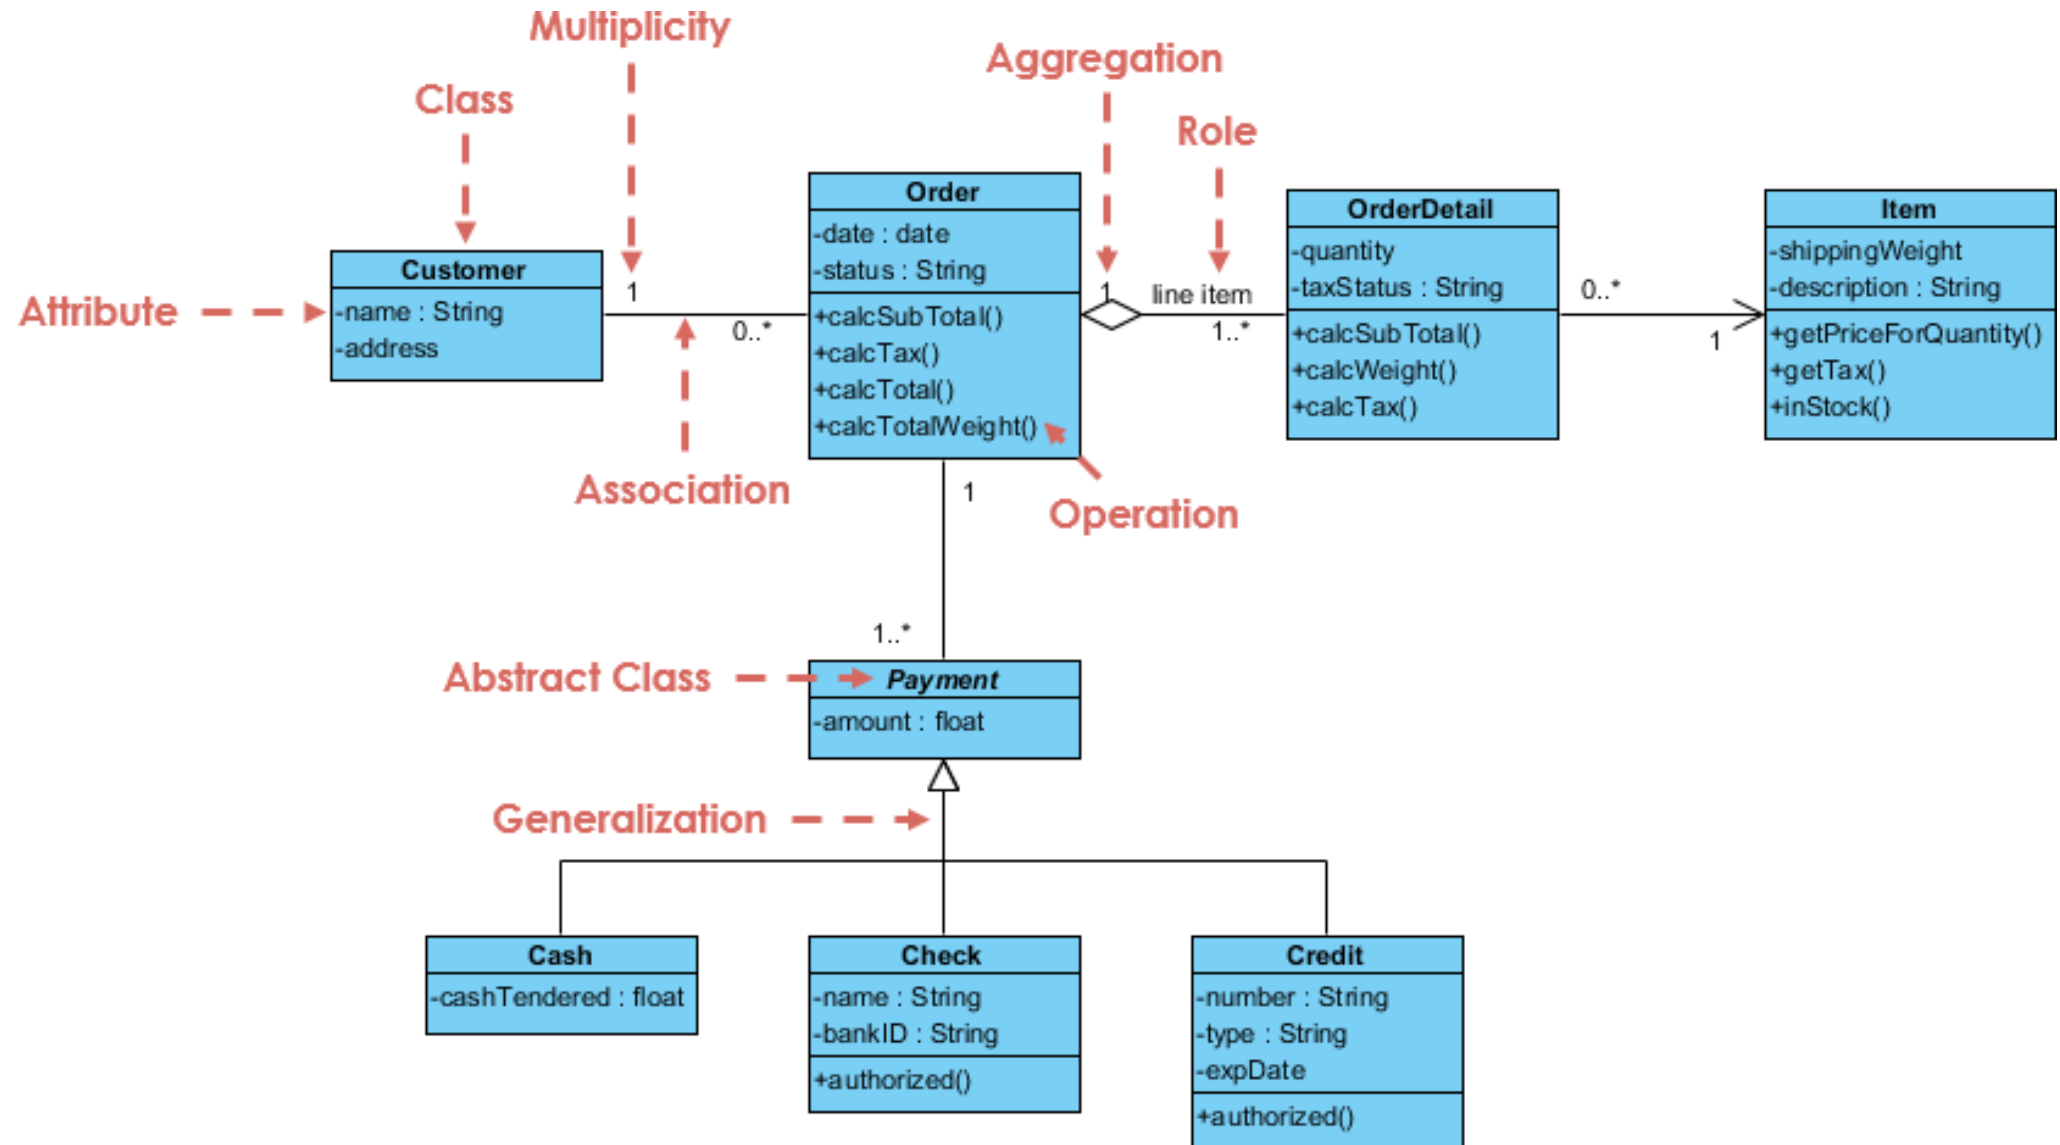 Multiplicity
Aggregation
Class
Role
Attribute
Customer
-name : String
-address
1
0..*
Association
Order
-date : date
-status : String
+calcSubTotal()
+calcTax()
+calcTotal()
+calcTotalWeight()
Operation
1
line item
1..*
OrderDetail
-quantity
-taxStatus : String
+calcSubTotal()
+calcWeight()
+calcTax()
0..*
1
Item
-shippingWeight
-description : String
+getPriceForQuantity()
+getTax()
+inStock()
1
1..*
Abstract Class
Payment
-amount : float
Generalization
Cash
-cashTendered : float
Check
-name : String
-bankID : String
+authorized()
Credit
-number : String
-type : String
-expDate
+authorized()